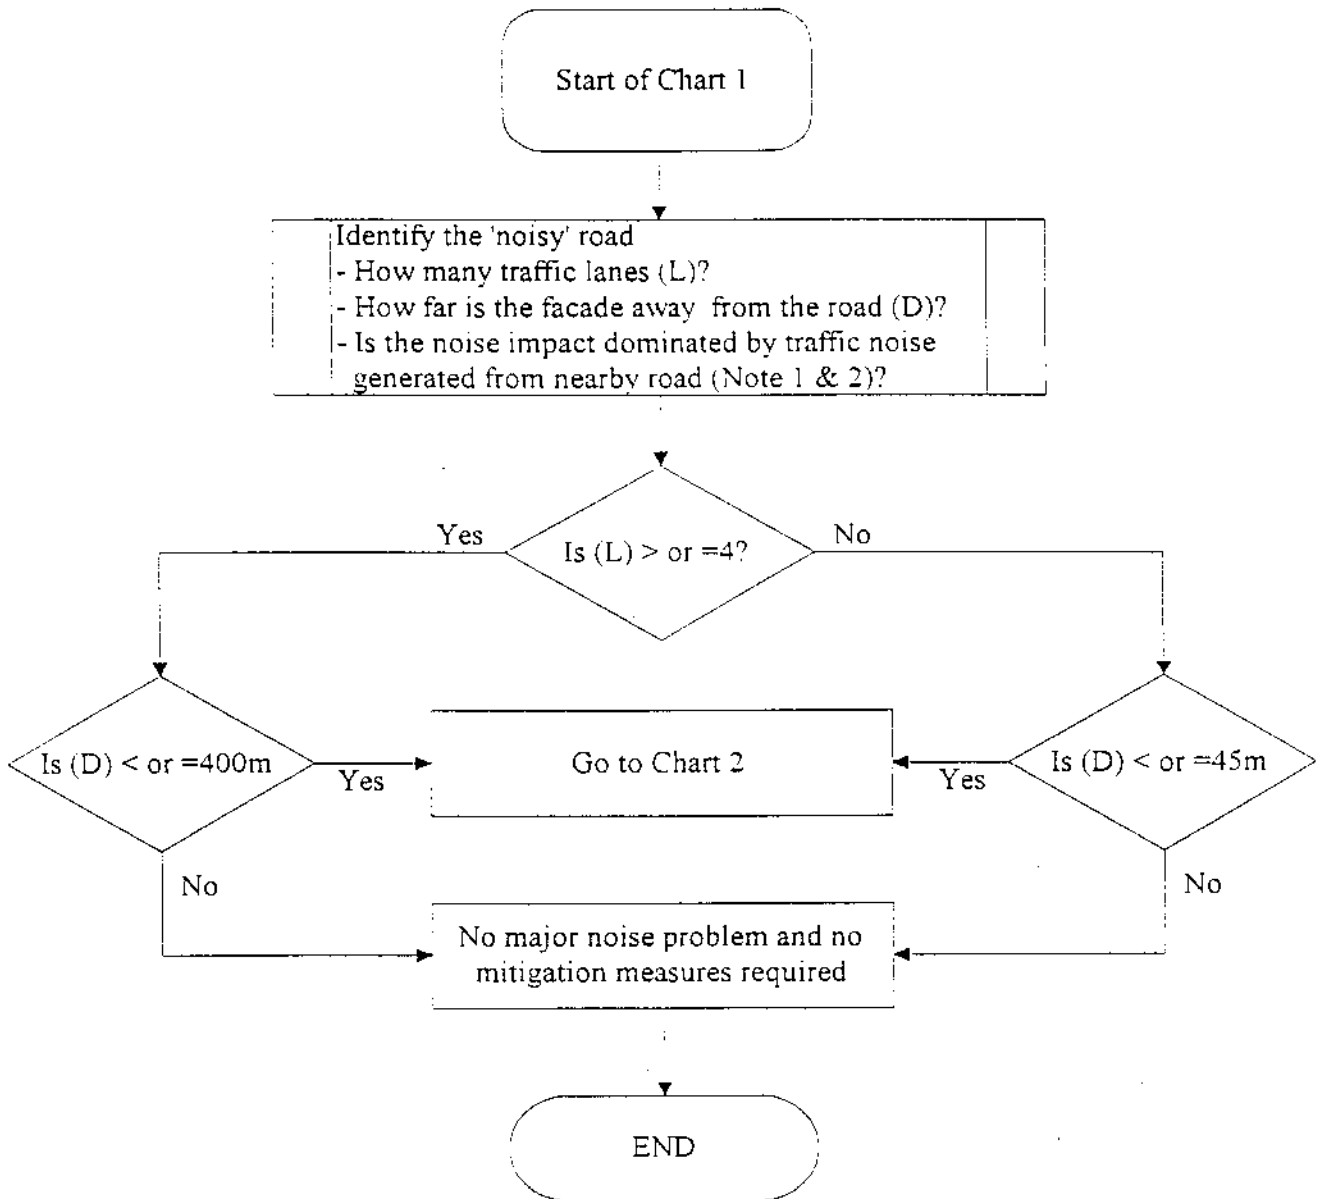 Start of Chart 1
Identify the 'noisy' road
- How many traffic lanes (L)?
- How far is the facade away from the road (D)?
- Is the noise impact dominated by traffic noise
generated from nearby road (Note 1 & 2)?
Yes
No
Is (L) > or =4?
Is (D) < or =400m
Yes
Go to Chart 2
Yes
Is (D) < or =45m
No
No
No major noise problem and no
mitigation measures required
END